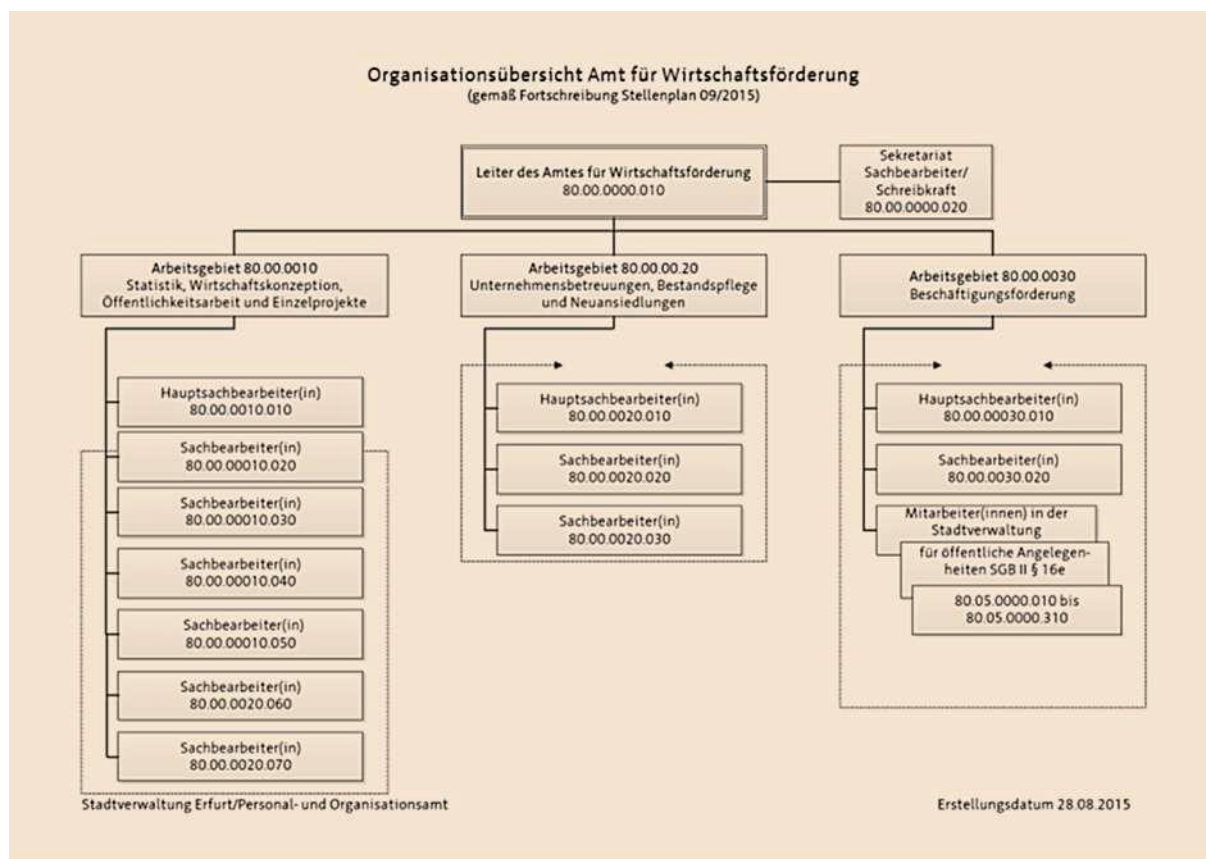 Organisationsübersicht Amt für Wirtschaftsförderung
(gemäß Fortschreibung Stellenplan 09/2015)
Leiter des Amtes für Wirtschaftsförderung
80.00.0000.010
Sekretariat
Sachbearbeiter/
Schreibkraft
80.00.0000.020
Arbeitsgebiet 80.00.0010
Statistik, Wirtschaftskonzeption,
Öffentlichkeitsarbeit und Einzelprojekte
Hauptsachbearbeiter(in)
80.00.0010.010
Sachbearbeiter(in)
80.00.00010.020
Sachbearbeiter(in)
80.00.00010.030
Sachbearbeiter(in)
80.00.00010.040
Sachbearbeiter(in)
80.00.00010.050
Sachbearbeiter(in)
80.00.0020.060
Sachbearbeiter(in)
80.00.0020.070
Arbeitsgebiet 80.00.00.20
Unternehmensbetreuungen, Bestandspflege
und Neuansiedlungen
Hauptsachbearbeiter(in)
80.00.0020.010
Sachbearbeiter(in)
80.00.0020.020
Sachbearbeiter(in)
80.00.0020.030
Arbeitsgebiet 80.00.0030
Beschäftigungsförderung
Hauptsachbearbeiter(in)
80.00.00030.010
Sachbearbeiter(in)
80.00.0030.020
Mitarbeiter(innen) in der
Stadtverwaltung
für öffentliche Angelegen-
heiten SGB II § 16e
80.05.0000.010 bis
80.05.0000.310
Stadtverwaltung Erfurt/Personal- und Organisationsamt
Erstellungsdatum 28.08.2015